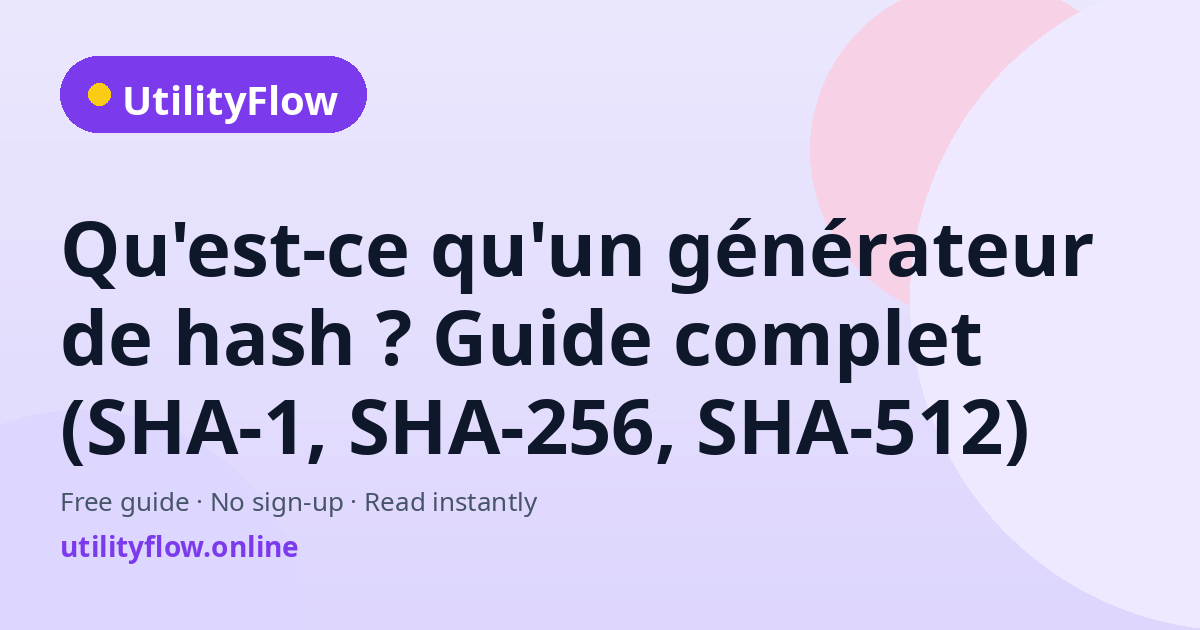 UtilityFlow
Qu'est-ce qu'un générateur
de hash ? Guide complet
(SHA-1, SHA-256, SHA-512)
Free guide · No sign-up · Read instantly
utilityflow.online